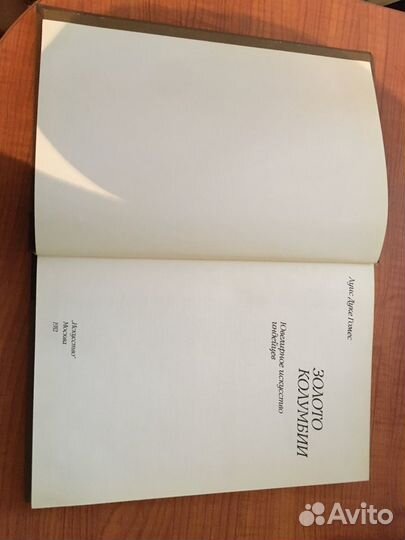 Луис Дуке Гомес
ЗОЛОТО
КОЛУМБИИ
Ювелирное искусство
индейцев
„Искусство"
Москва
1982
Avito